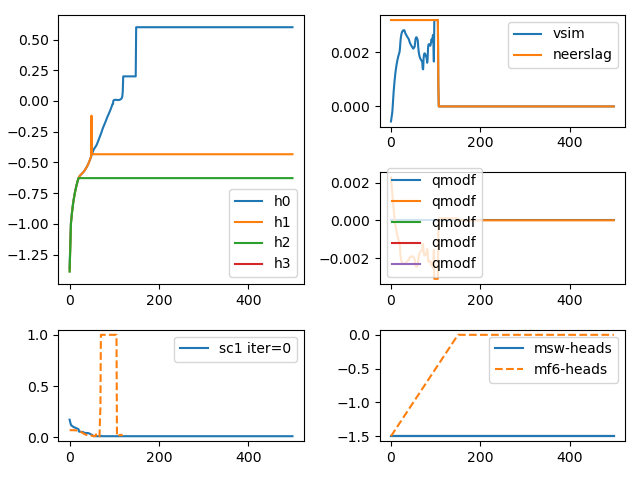 0.50
0.25
0.00
−0.25
−0.50
−0.75
−1.00
−1.25
0
200
400
h0
h1
h2
h3
0.002
0.000
0
200
400
vsim
neerslag
0.002
0.000
−0.002
0
200
400
qmodf
qmodf
qmodf
qmodf
qmodf
1.0
0.5
0.0
0
200
400
sc1 iter=0
0.0
−0.5
−1.0
−1.5
0
200
400
msw-heads
mf6-heads